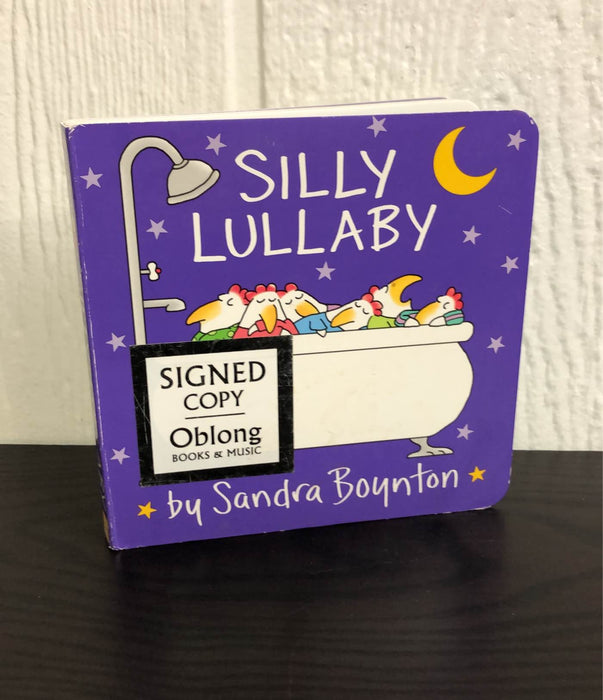 SILLY
LULLABY
SIGNED
COPY
Oblong
BOOKS & MUSIC
by Sandra Boynton